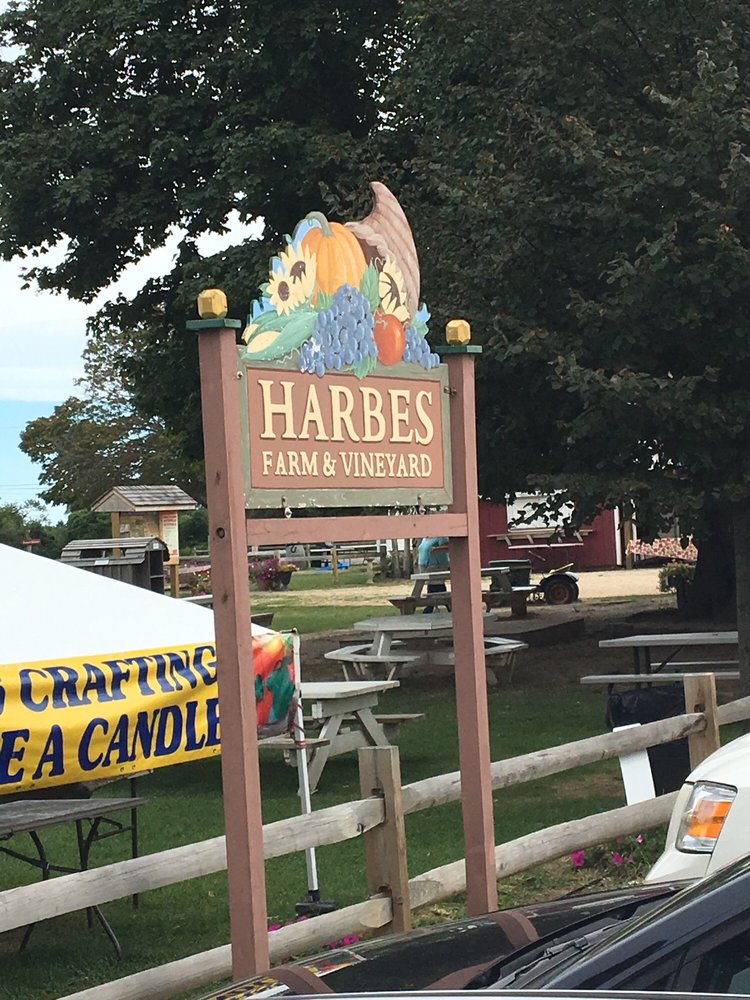 HARBES
FARM & VINEYARD
CRAFTING
A CANDLE